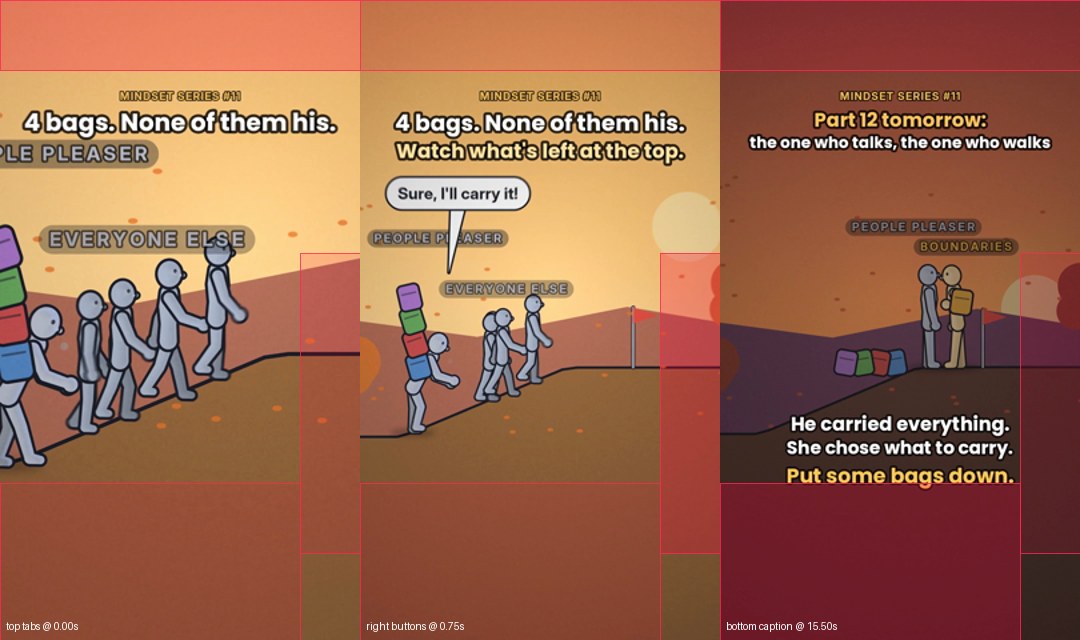 MINDSET SERIES #11
4 bags. None of them his.
PLE PLEASER
EVERYONE ELSE
top tabs @ 0.00s
MINDSET SERIES #11
4 bags. None of them his.
Watch what's left at the top.
Sure, I'll carry it!
PEOPLE PLEASER
EVERYONE ELSE
right buttons @ 0.75s
MINDSET SERIES #11
Part 12 tomorrow:
the one who talks, the one who walks
PEOPLE PLEASER
BOUNDARIES
He carried everything.
She chose what to carry.
Put some bags down.
bottom caption @ 15.50s